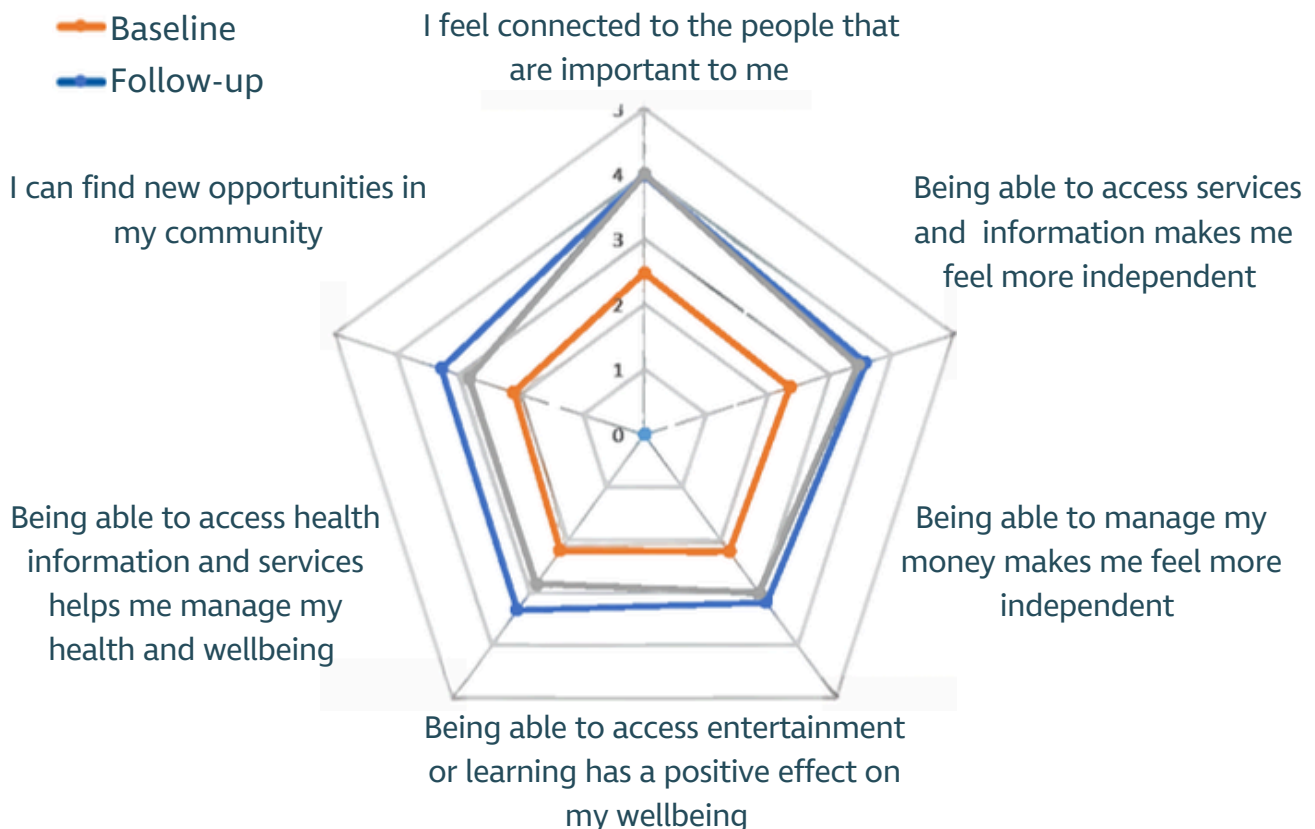 Baseline
Follow-up
I feel connected to the people that
are important to me
I can find new opportunities in
my community
Being able to access services
and  information makes me
feel more independent
4
3
2
1
0
Being able to access health
information and services
helps me manage my
health and wellbeing
Being able to manage my
money makes me feel more
independent
Being able to access entertainment
or learning has a positive effect on
my wellbeing